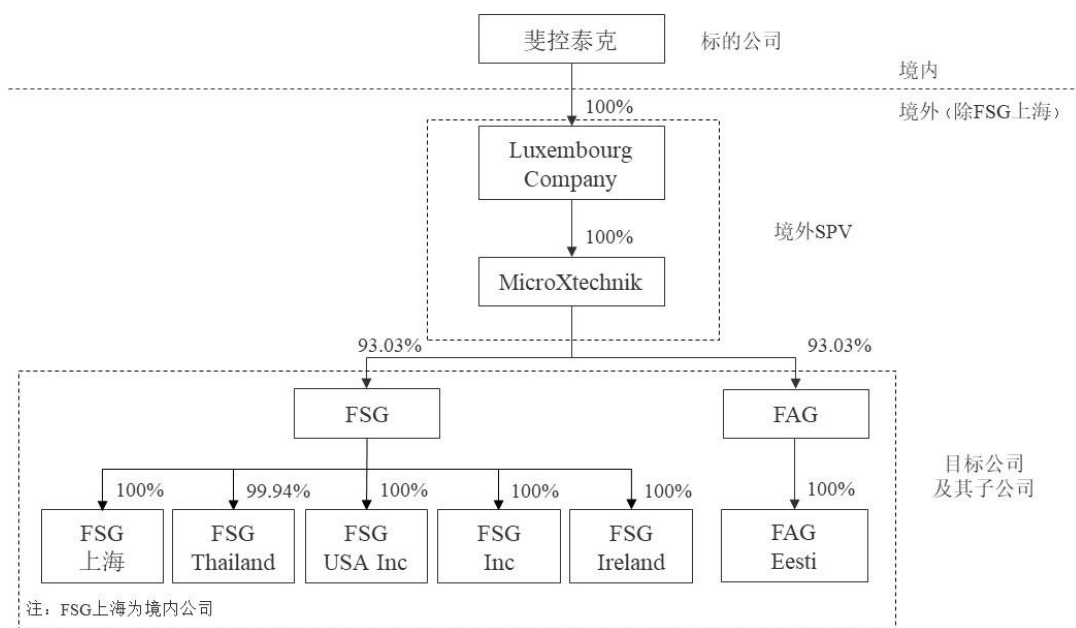 斐控泰克
标的公司
境内
100%
境外（除FSG上海）
Luxembourg
Company
100%
境外SPV
MicroXtechnik
93.03%
93.03%
FSG
FAG
目标公司
及其子公司
100%
99.94%
100%
100%
100%
100%
FSG
上海
FSG
Thailand
FSG
USA Inc
FSG
Inc
FSG
Ireland
FAG
Eesti
注：FSG上海为境内公司